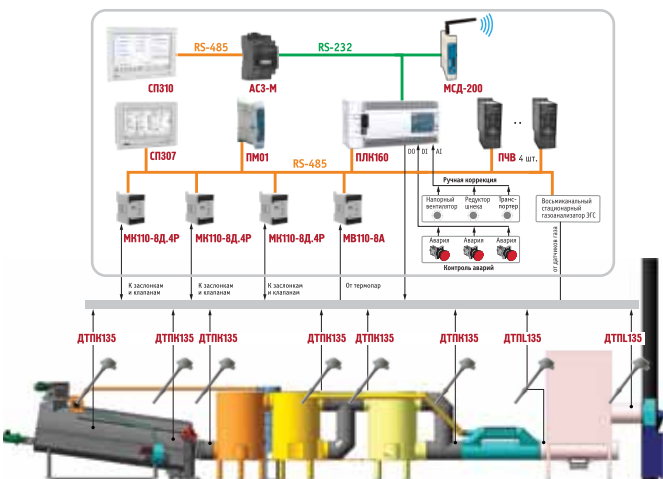 RS-485
RS-232
СП310
АС3-М
МСД-200
СП307
ПМ01
ПЛК160
ПЧВ 4 шт.
RS-485
DO
DI
AI
Ручная коррекция
Напорный
вентилятор
Редуктор
шнека
Транс-
портер
Восьмиканальный
стационарный
газоанализатор ЭГС
МК110-8Д.4Р
МК110-8Д.4Р
МК110-8Д.4Р
МВ110-8А
Авария
Авария
Авария
Контроль аварий
от датчиков газа
К заслонкам
и клапанам
К заслонкам
и клапанам
К заслонкам
и клапанам
От термопар
ДТПК135
ДТПК135
ДТПК135
ДТПК135
ДТПК135
ДТПК135
ДТПL135
ДТПL135